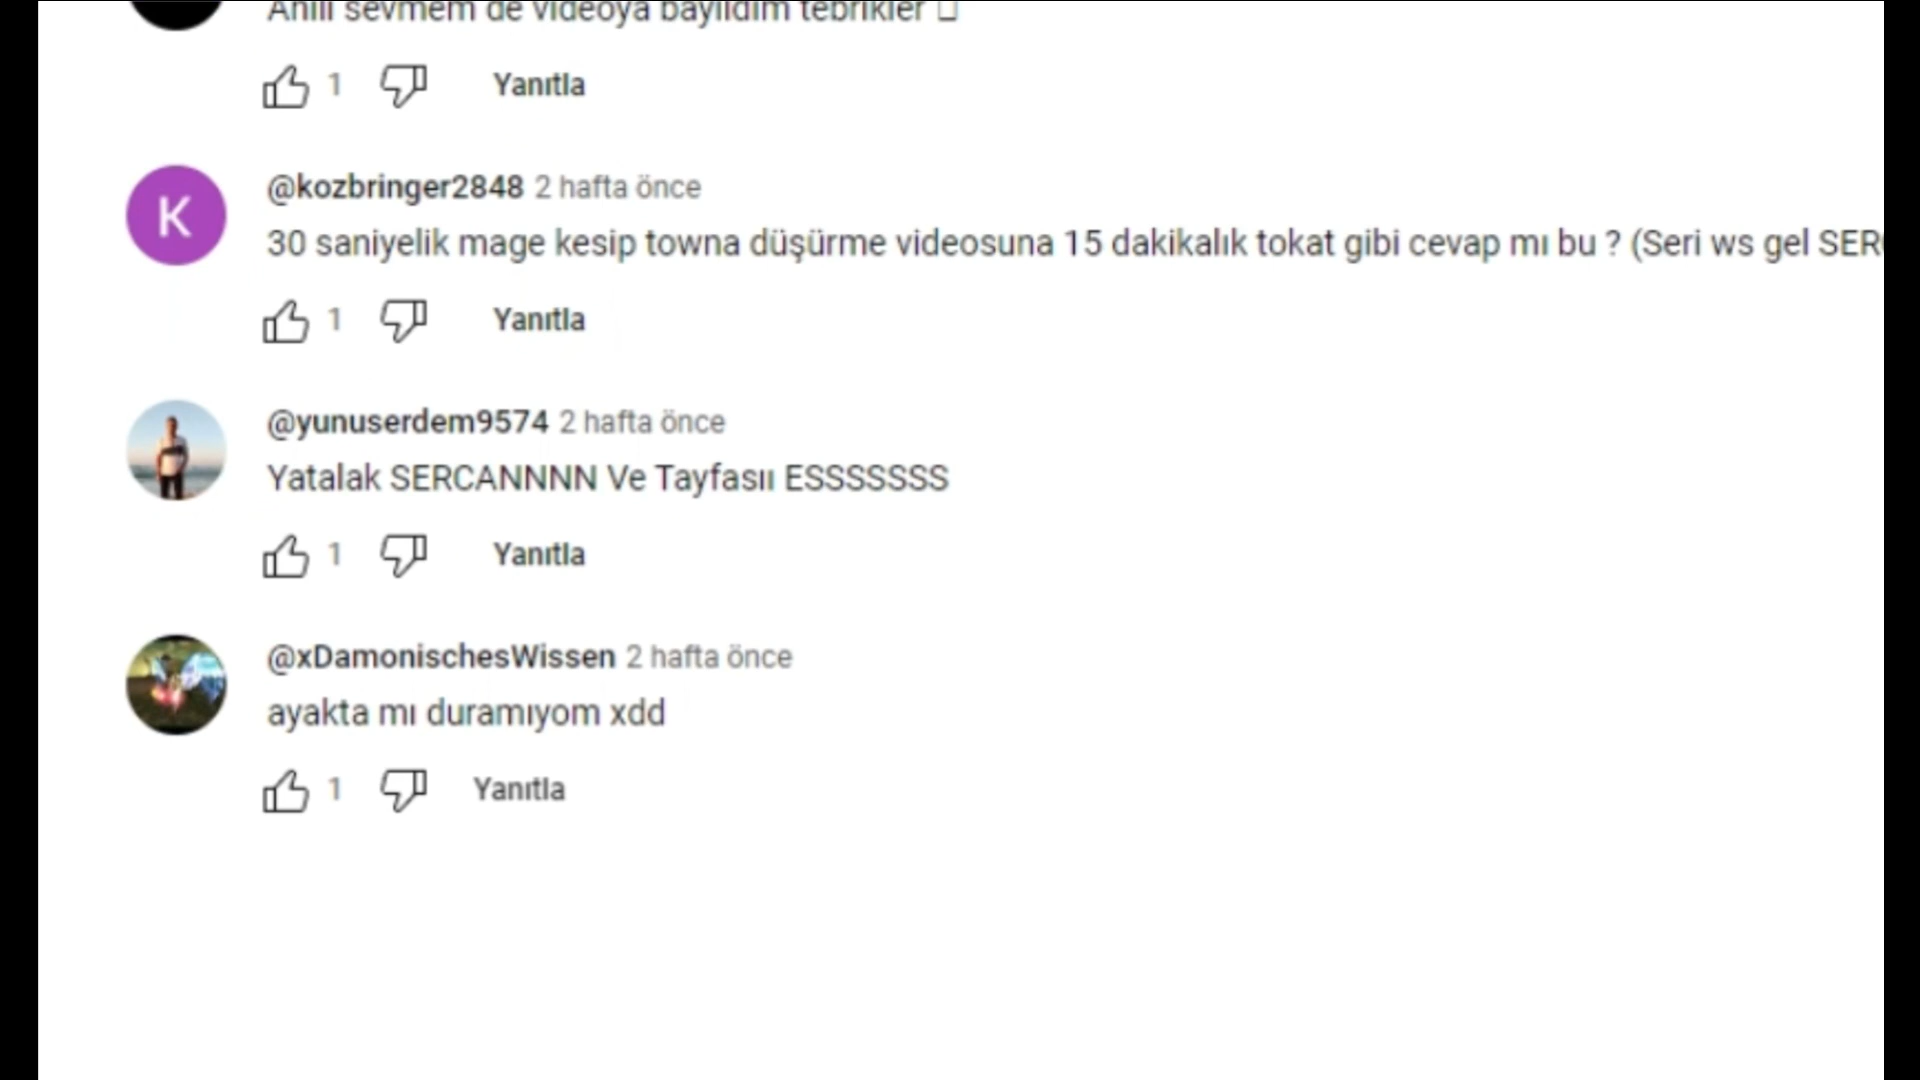 Anılı sevmem de videoya bayıldım tebrikler
1 Yanıtla
K
@kozbringer2848 2 hafta önce
30 saniyelik mage kesip towna düşürme videosuna 15 dakikalık tokat gibi cevap mı bu ? (Seri ws gel SER
1 Yanıtla
@yunuserdem9574 2 hafta önce
Yatalak SERCANNNN Ve Tayfasıı ESSSSSSS
1 Yanıtla
@xDamonischesWissen 2 hafta önce
ayakta mı duramıyom xdd
1 Yanıtla